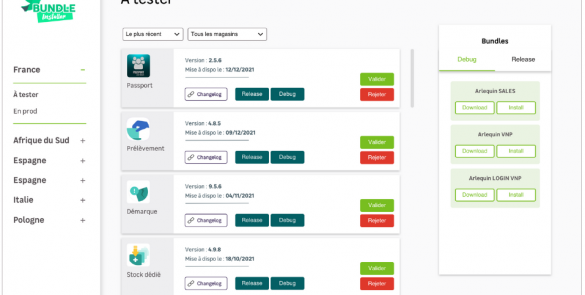 BUNDLE
Installer
A tester
Le plus récent
Tous les magasins
France
À tester
En prod
Afrique du Sud
Espagne
Espagne
Italie
Pologne
Passport
Version : 2.5.6
Mise à dispo le : 12/12/2021
Changelog
Release
Debug
Valider
Rejeter
Prélèvement
Version : 4.8.5
Mise à dispo le : 09/12/2021
Changelog
Release
Debug
Valider
Rejeter
Démarque
Version : 9.5.6
Mise à dispo le : 04/11/2021
Changelog
Release
Debug
Valider
Rejeter
Stock dédié
Version : 4.9.8
Mise à dispo le : 18/10/2021
Changelog
Release
Debug
Valider
Rejeter
Bundles
Debug
Release
Arlequin SALES
Download
Install
Arlequin VNP
Download
Install
Arlequin LOGIN VNP
Download
Install